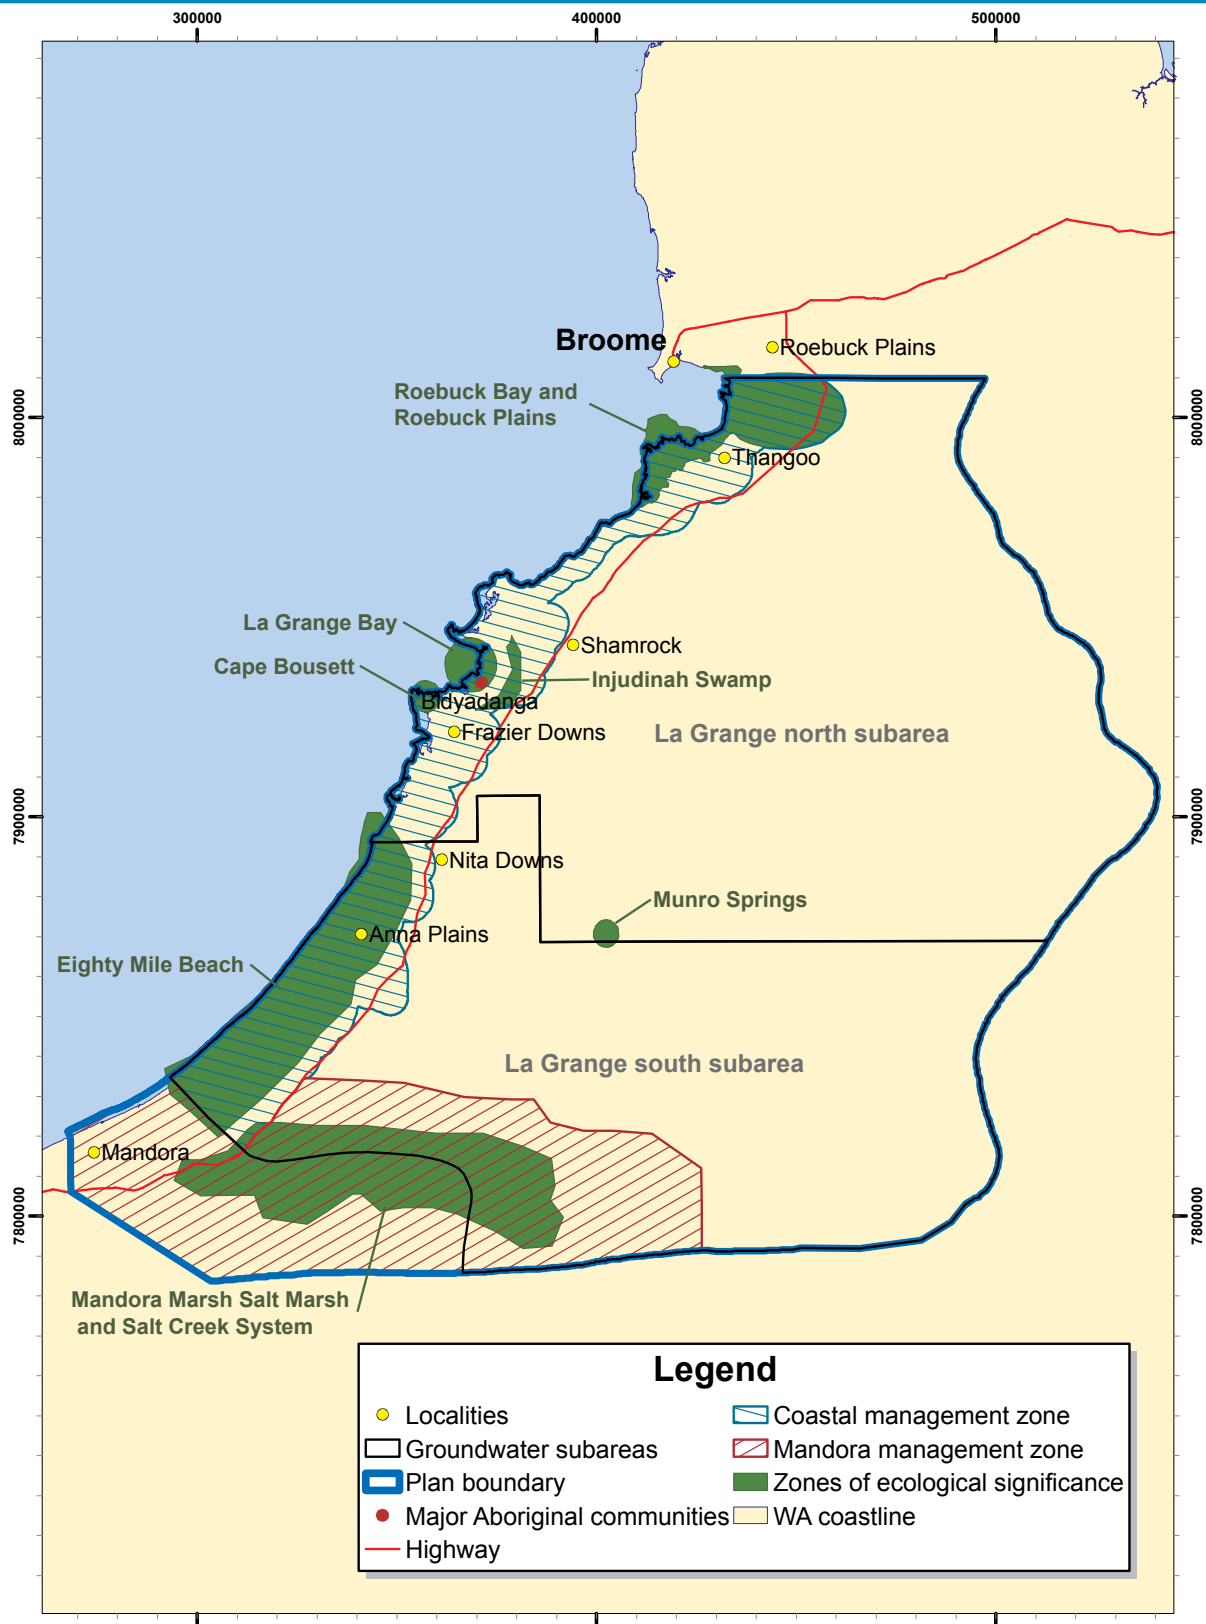 300000
400000
500000
Broome
Roebuck Plains
Roebuck Bay and
Roebuck Plains
8000000
8000000
Thangoo
La Grange Bay
Shamrock
Cape Bousett
Injudinah Swamp
Bidyadanga
Frazier Downs
La Grange north subarea
7900000
7900000
Nita Downs
Munro Springs
Anna Plains
Eighty Mile Beach
La Grange south subarea
Mandora
7800000
7800000
Mandora Marsh Salt Marsh
and Salt Creek System
Legend
Localities
Groundwater subareas
Plan boundary
Major Aboriginal communities
Highway
Coastal management zone
Mandora management zone
Zones of ecological significance
WA coastline